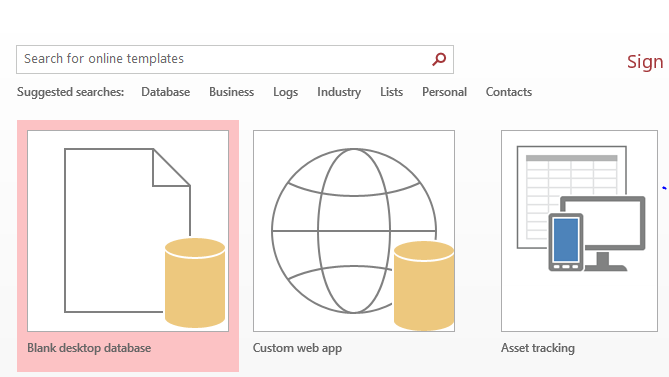 Search for online templates
Sign
Suggested searches: Database Business Logs Industry Lists Personal Contacts
Blank desktop database Custom web app Asset tracking